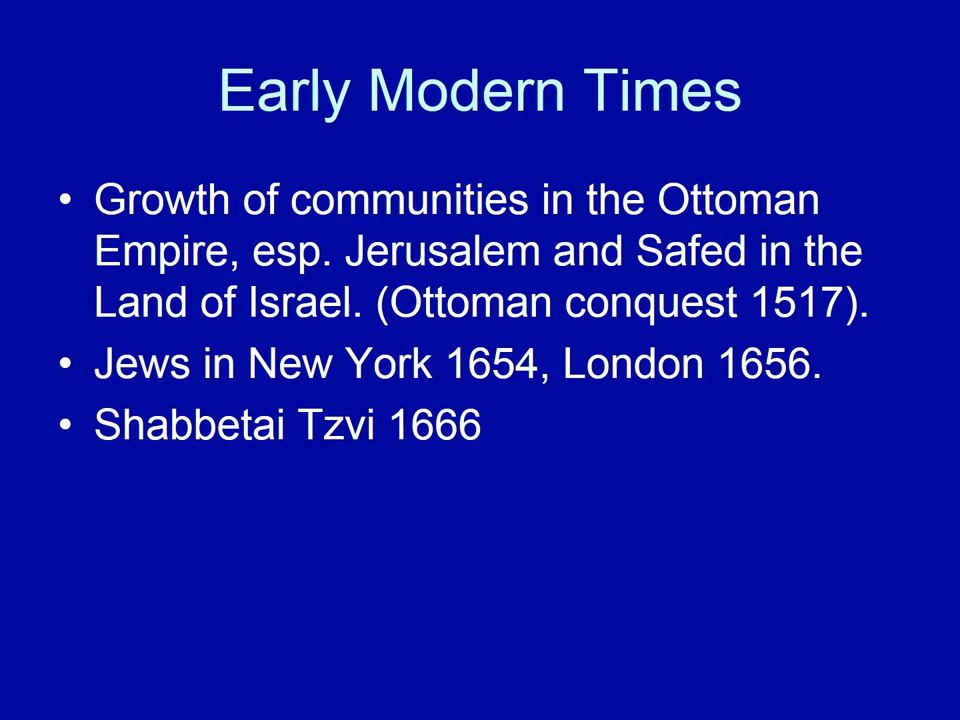 Early Modern Times
• Growth of communities in the Ottoman
Empire, esp. Jerusalem and Safed in the
Land of Israel. (Ottoman conquest 1517).
• Jews in New York 1654, London 1656.
• Shabbetai Tzvi 1666